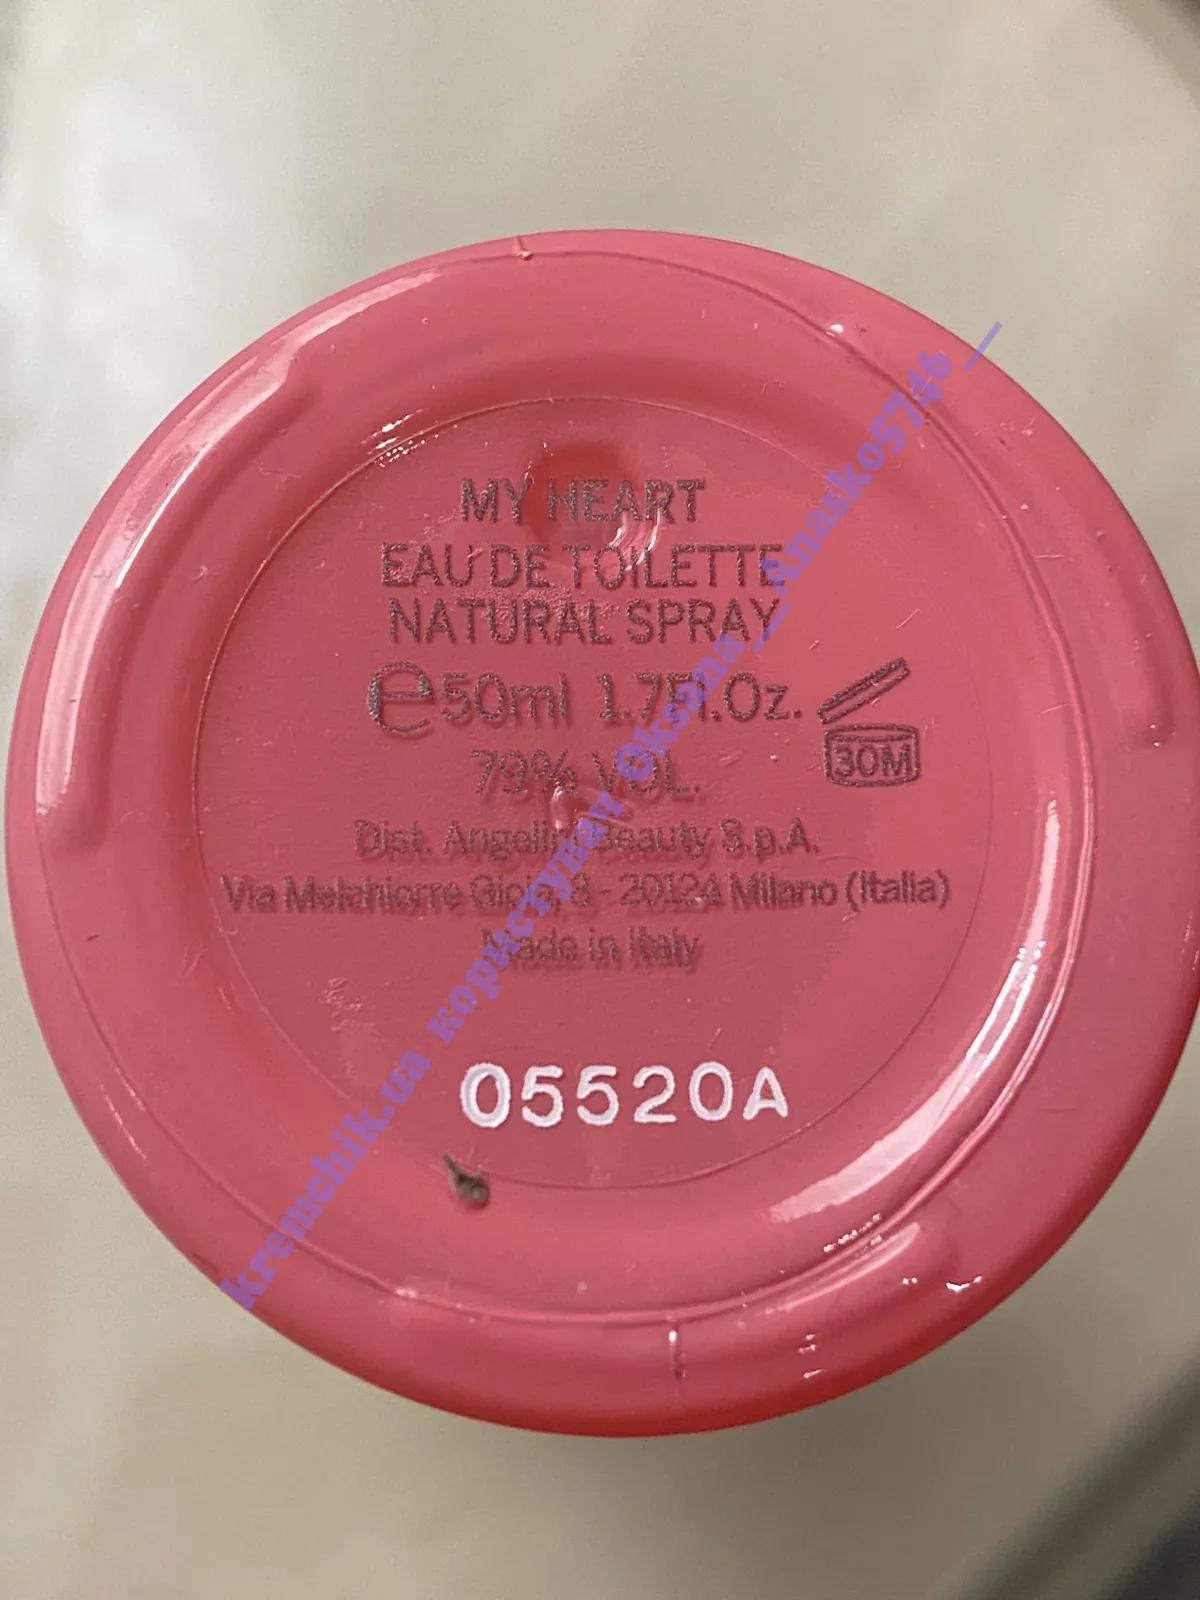 MY HEART
EAU DE TOILETTE
NATURAL SPRAY
℮50ml 1.7Fl.Oz.
30M
79% VOL.
Dist. Angelini Beauty S.p.A.
Via Melchiorre Gioia, 8 - 20124 Milano (Italia)
Made in Italy
05520A
kremchik.ua користувач Oksana__Anasko5746__